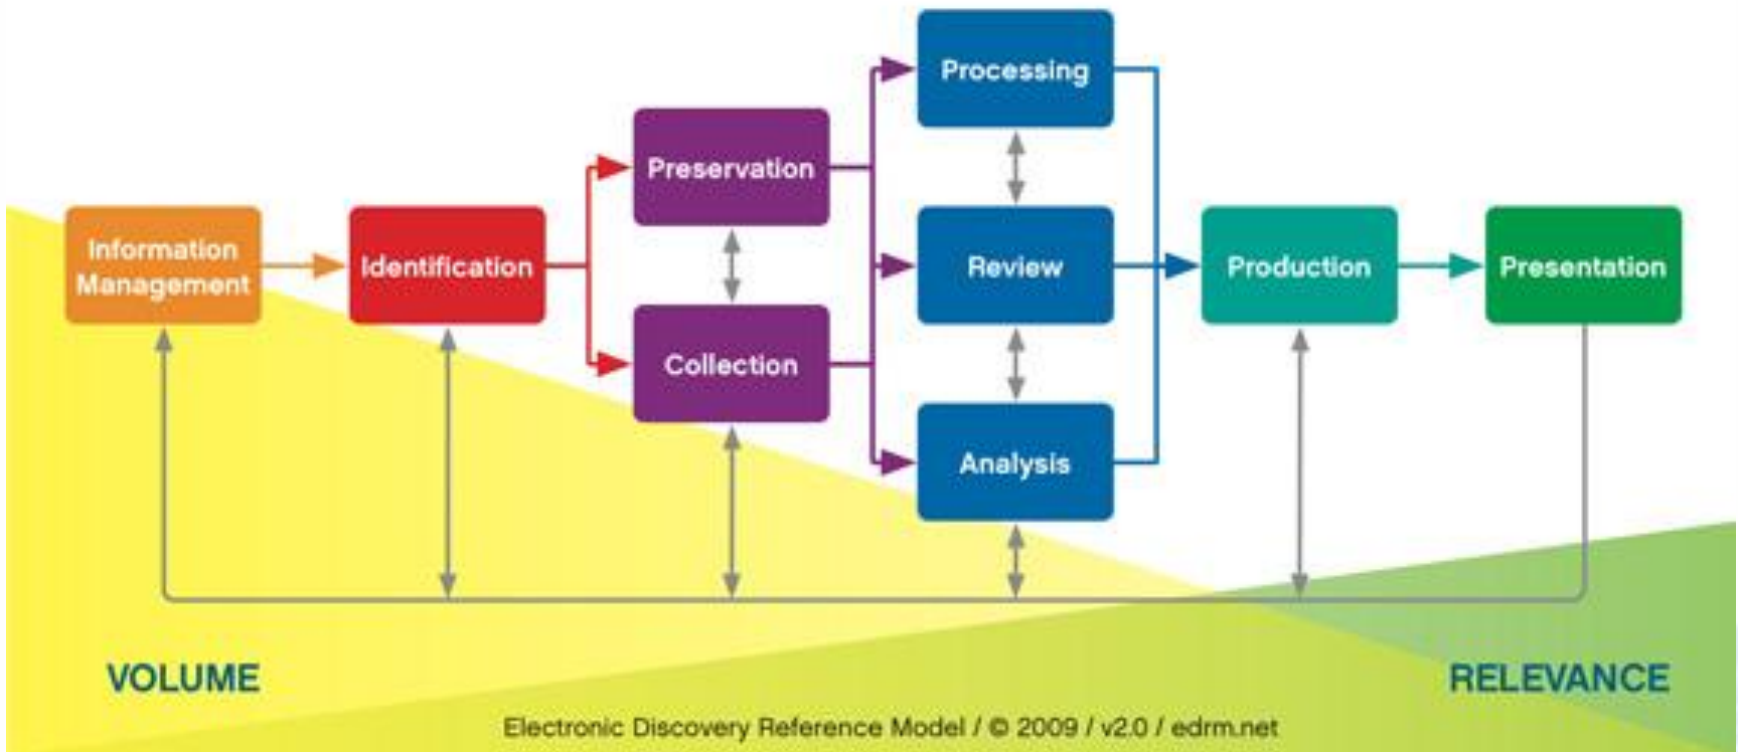 Processing
Preservation
Information
Management
Identification
Review
Production
Presentation
Collection
Analysis
VOLUME
RELEVANCE
Electronic Discovery Reference Model / © 2009 / v2.0 / edrm.net